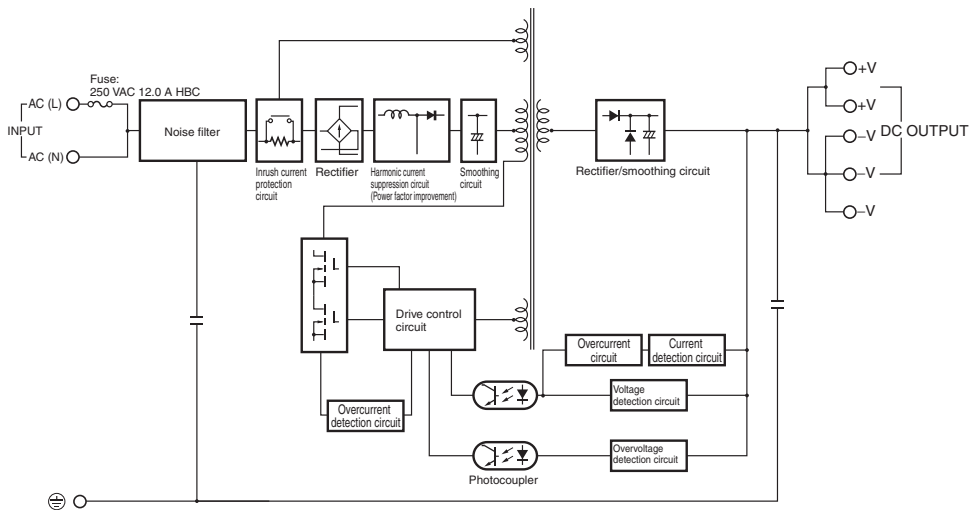 Fuse:
250 VAC 12.0 A HBC
AC (L)
INPUT
AC (N)
Noise filter
Inrush current
protection
circuit
Rectifier
Harmonic current
suppression circuit
(Power factor improvement)
Smoothing
circuit
Rectifier/smoothing circuit
+V
+V
–V
DC OUTPUT
–V
–V
Drive control
circuit
Overcurrent
detection circuit
Overcurrent
circuit
Current
detection circuit
Voltage
detection circuit
Overvoltage
detection circuit
Photocoupler